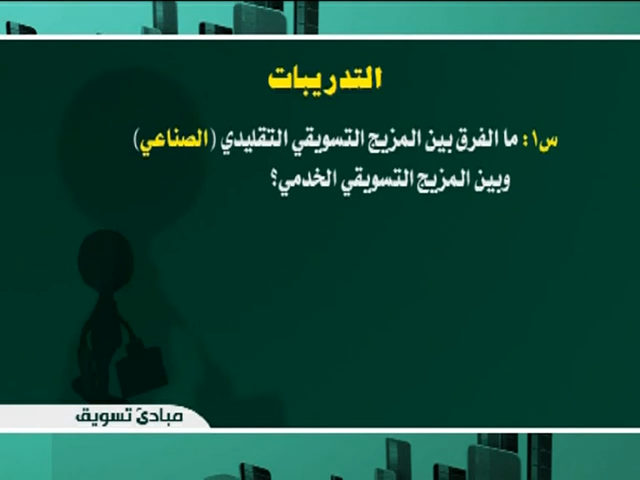 التدريبات
س١: ما الفرق بين المزيج التسويقي التقليدي (الصناعي)
وبين المزيج التسويقي الخدمي؟
مبادئ تسويق